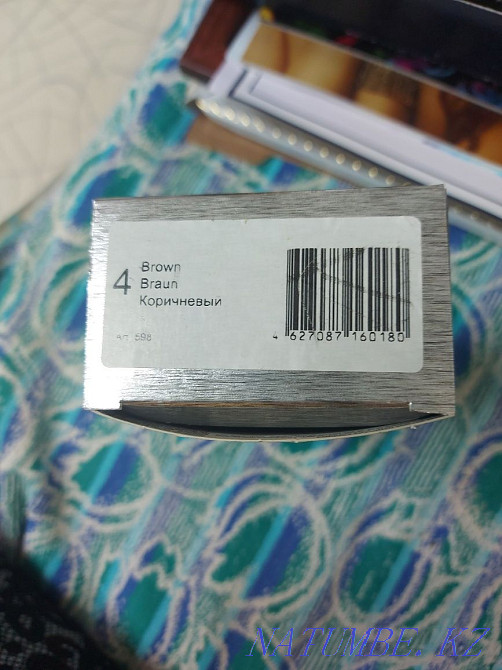 4
Brown
Braun
Коричневый
4 627087 160180
NATUMBE.KZ